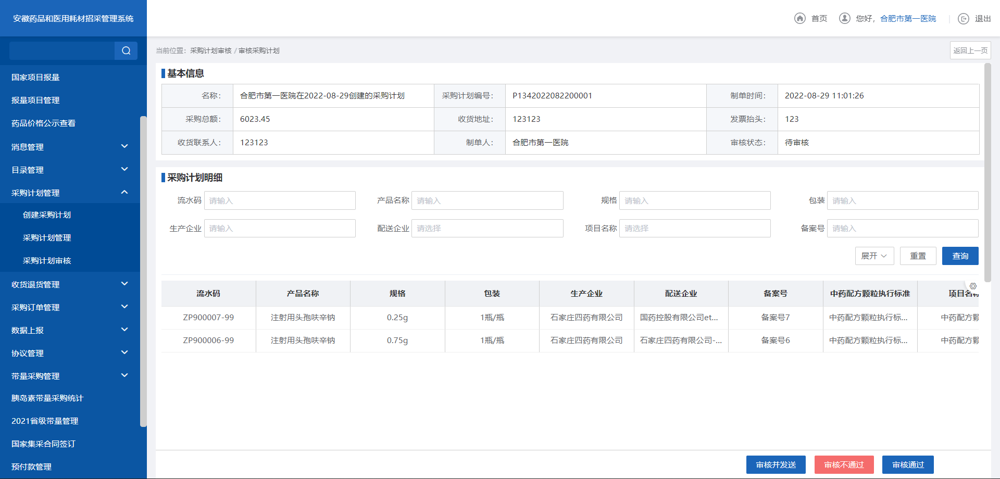 安徽药品和医用耗材招采管理系统
首页 您好，合肥市第一医院 退出
国家项目报量
报量项目管理
药品价格公示查看
消息管理
目录管理
采购计划管理
创建采购计划
采购计划管理
采购计划审核
收货退货管理
采购订单管理
数据上报
协议管理
带量采购管理
胰岛素带量采购统计
2021省级带量管理
国家集采合同签订
预付款管理
当前位置： 采购计划审核 / 审核采购计划 返回上一页
基本信息
名称： 合肥市第一医院在2022-08-29创建的采购计划 采购计划编号： P1342022082200001 制单时间： 2022-08-29 11:01:26
采购总额： 6023.45 收货地址： 123123 发票抬头： 123
收货联系人： 123123 制单人： 合肥市第一医院 审核状态： 待审核
采购计划明细
流水码 请输入 产品名称 请输入 规格 请输入 包装 请输入
生产企业 请输入 配送企业 请选择 项目名称 请选择 备案号 请输入
展开 重置 查询
流水码 产品名称 规格 包装 生产企业 配送企业 备案号 中药配方颗粒执行标准 项目名称
ZP900007-99 注射用头孢呋辛钠 0.25g 1瓶/瓶 石家庄四药有限公司 国药控股有限公司et... 备案号7 中药配方颗粒执行标... 中药配方颗
ZP900006-99 注射用头孢呋辛钠 0.75g 1瓶/瓶 石家庄四药有限公司 石家庄四药有限公司-... 备案号6 中药配方颗粒执行标... 中药配方颗
审核并发送 审核不通过 审核通过